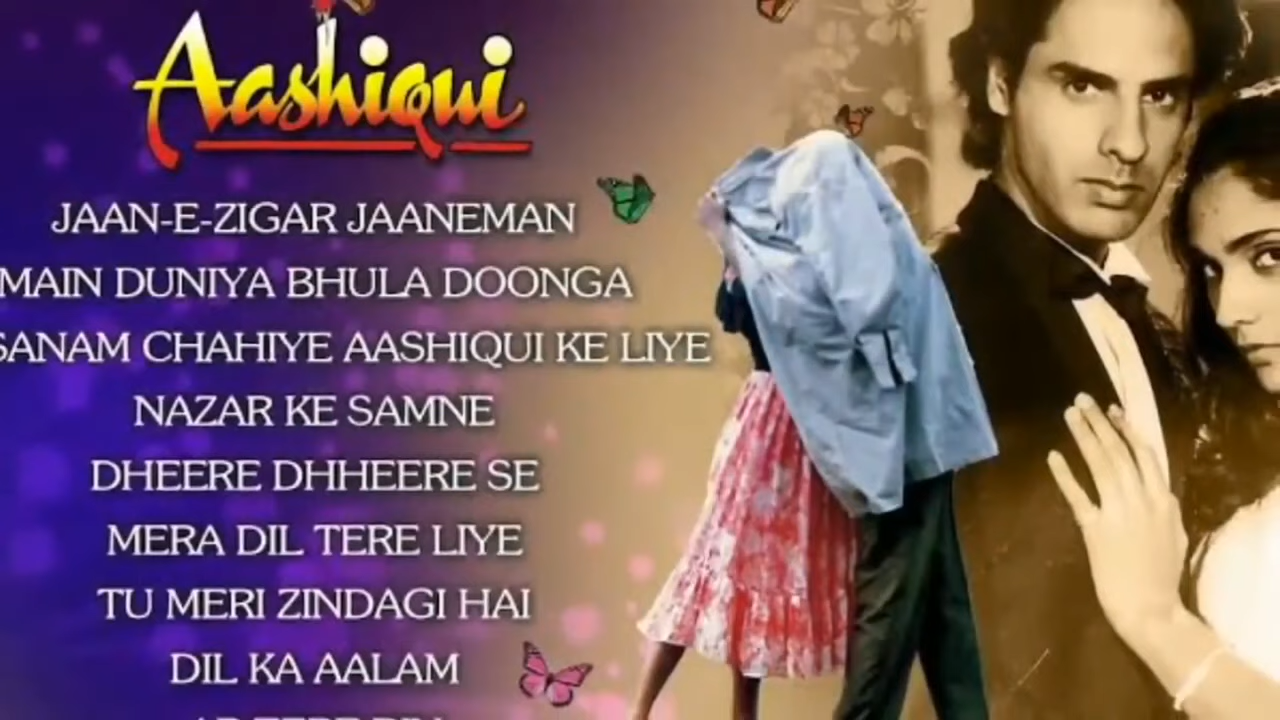 Aashiqui
JAAN-E-ZIGAR JAANEMAN
MAIN DUNIYA BHULA DOONGA
SANAM CHAHIYE AASHIQUI KE LIYE
NAZAR KE SAMNE
DHEERE DHHEERE SE
MERA DIL TERE LIYE
TU MERI ZINDAGI HAI
DIL KA AALAM